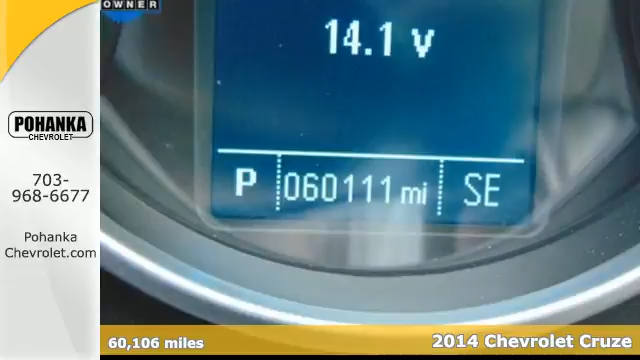 OWNER
14.1 v
P 060111 mi SE
POHANKA
CHEVROLET
703-
968-6677
Pohanka
Chevrolet.com
60,106 miles
2014 Chevrolet Cruze